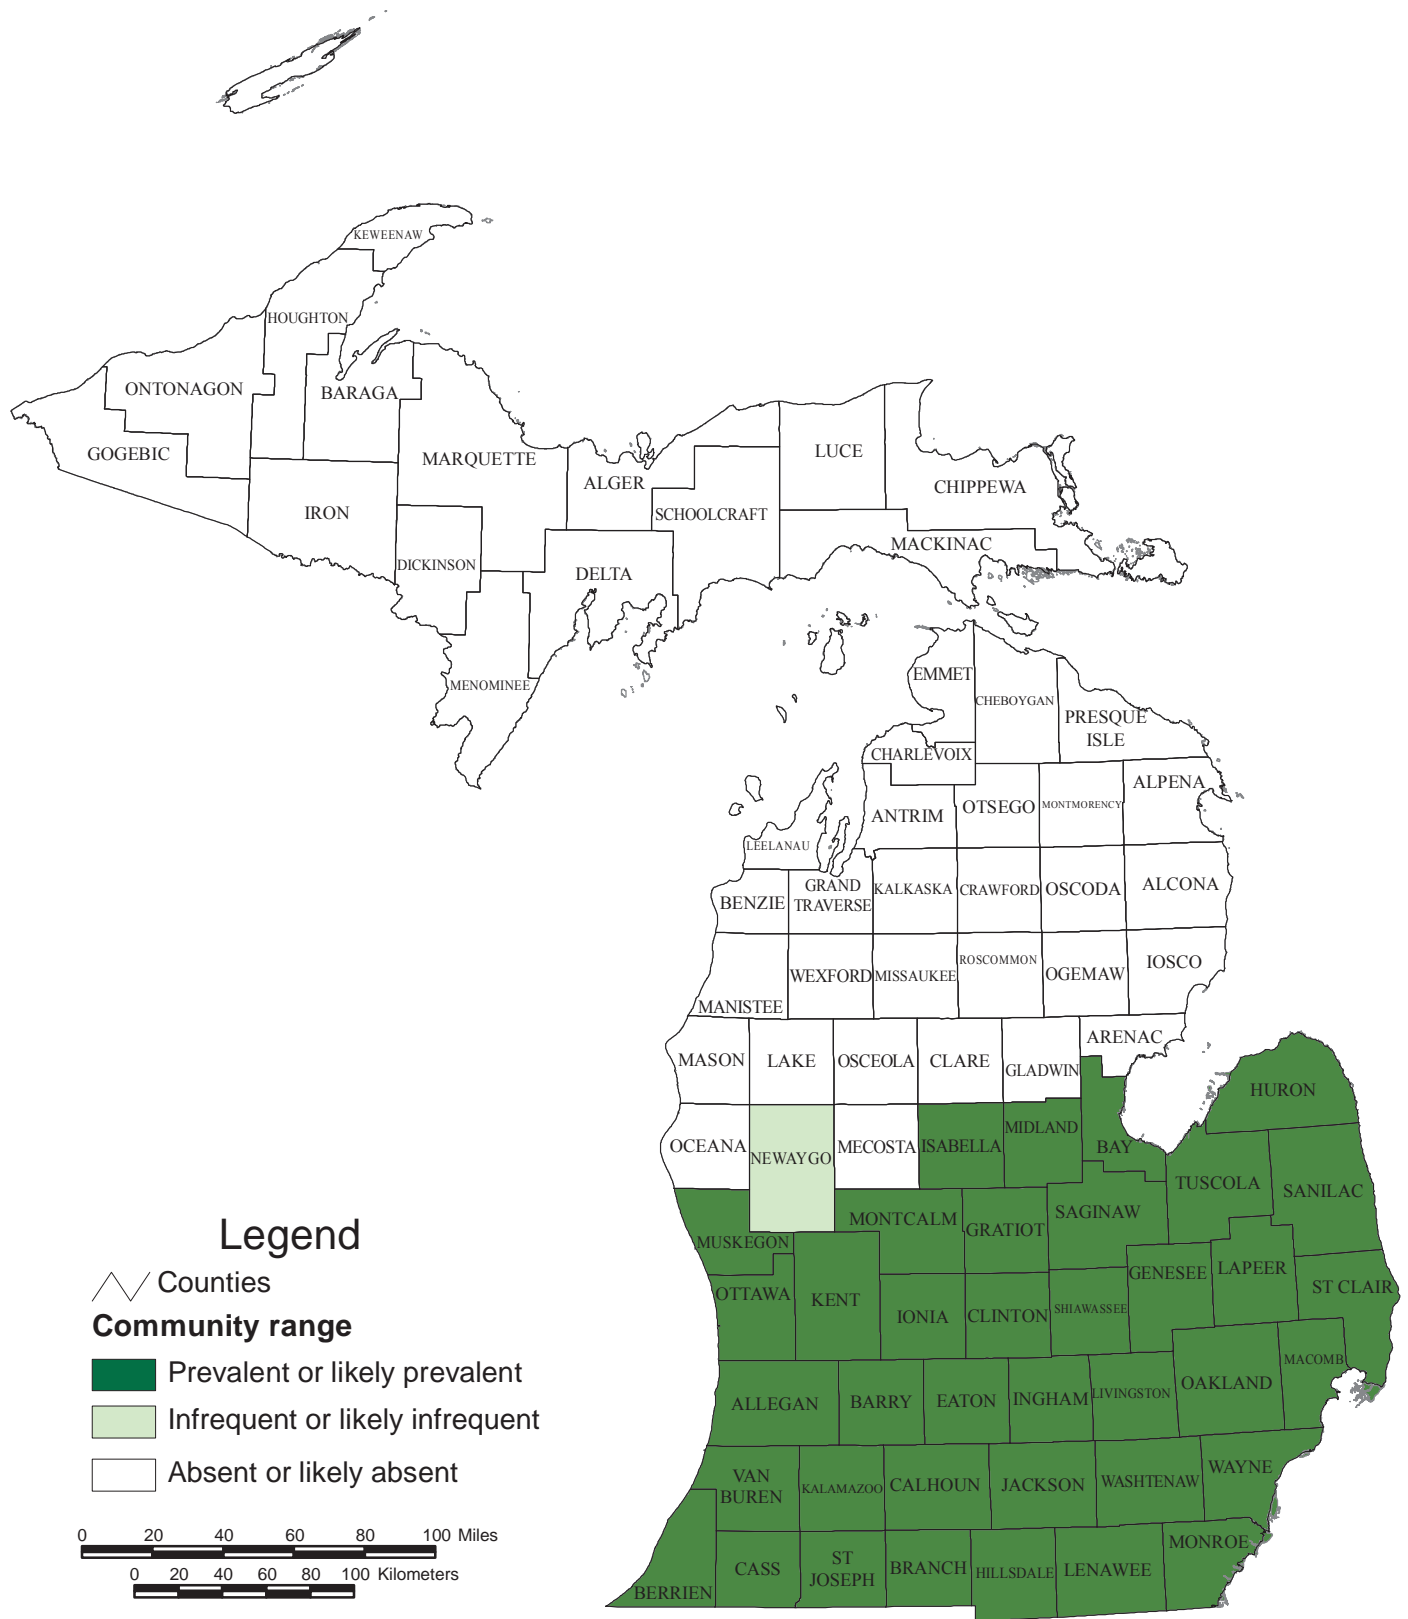 KEWEENAW
HOUGHTON
ONTONAGON
BARAGA
GOGEBIC
MARQUETTE
LUCE
ALGER
CHIPPEWA
IRON
SCHOOLCRAFT
MACKINAC
DICKINSON
DELTA
MENOMINEE
EMMET
CHEBOYGAN
PRESQUE
ISLE
CHARLEVOIX
ALPENA
ANTRIM
OTSEGO
MONTMORENCY
LEELANAU
BENZIE
GRAND
TRAVERSE
KALKASKA
CRAWFORD
OSCODA
ALCONA
MANISTEE
WEXFORD
MISSAUKEE
ROSCOMMON
OGEMAW
IOSCO
ARENAC
MASON
LAKE
OSCEOLA
CLARE
GLADWIN
HURON
OCEANA
NEWAYGO
MECOSTA
ISABELLA
MIDLAND
BAY
TUSCOLA
SANILAC
MUSKEGON
MONTCALM
GRATIOT
SAGINAW
GENESEE
LAPEER
ST CLAIR
OTTAWA
KENT
IONIA
CLINTON
SHIAWASSEE
ALLEGAN
BARRY
EATON
INGHAM
LIVINGSTON
OAKLAND
MACOMB
VAN
BUREN
KALAMAZOO
CALHOUN
JACKSON
WASHTENAW
WAYNE
BERRIEN
CASS
ST
JOSEPH
BRANCH
HILLSDALE
LENAWEE
MONROE
Legend
Counties
Community range
Prevalent or likely prevalent
Infrequent or likely infrequent
Absent or likely absent
0 20 40 60 80 100 Miles
0 20 40 60 80 100 Kilometers